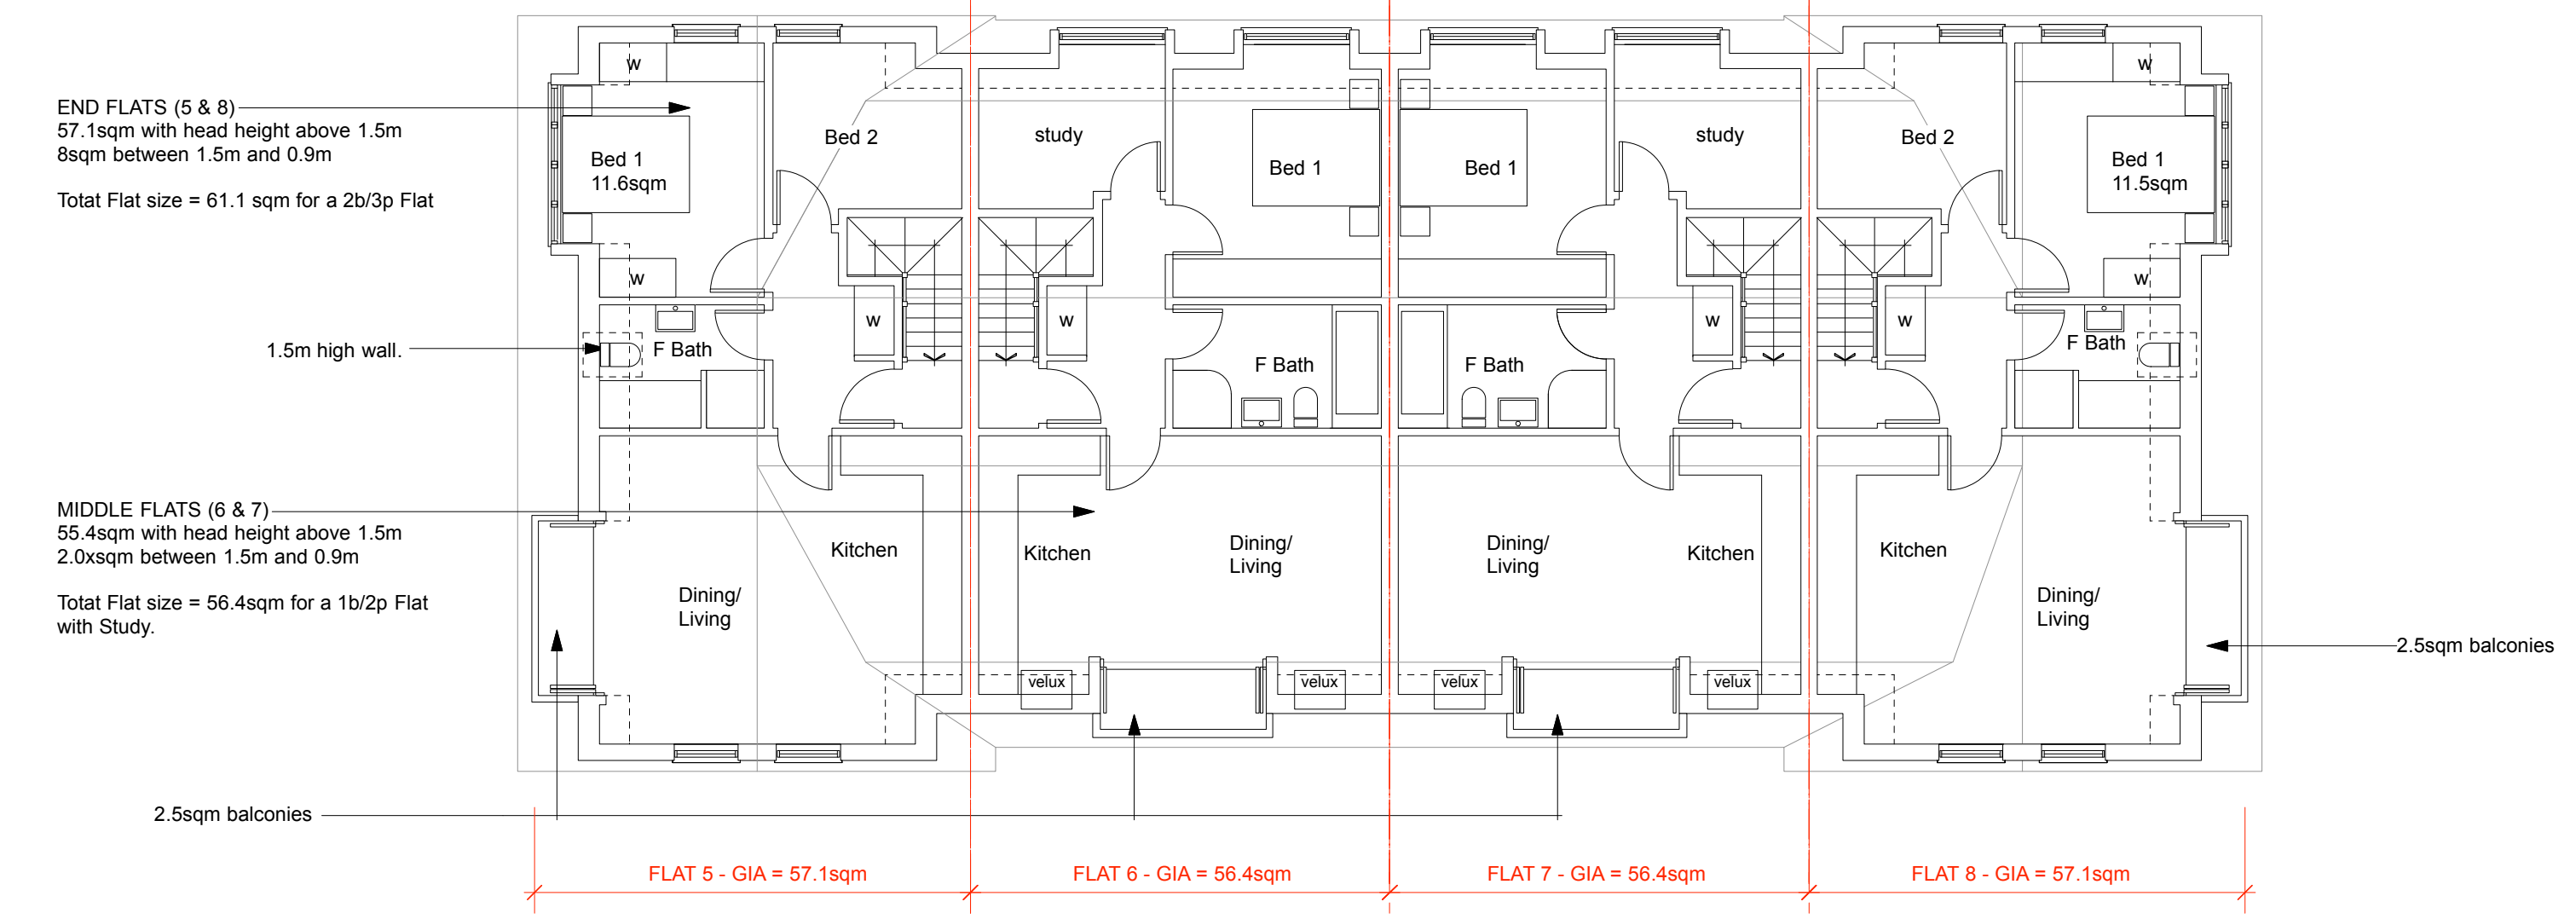 END FLATS (5 & 8)
57.1sqm with head height above 1.5m
8sqm between 1.5m and 0.9m
Totat Flat size = 61.1 sqm for a 2b/3p Flat
1.5m high wall.
MIDDLE FLATS (6 & 7)
55.4sqm with head height above 1.5m
2.0xsqm between 1.5m and 0.9m
Totat Flat size = 56.4sqm for a 1b/2p Flat
with Study.
2.5sqm balconies
W
Bed 1
11.6sqm
W
F Bath
Bed 2
W
Kitchen
Dining/
Living
study
Bed 1
W
F Bath
Kitchen
Dining/
Living
velux
velux
Bed 1
study
F Bath
W
Dining/
Living
Kitchen
velux
velux
Bed 2
W
W
Bed 1
11.5sqm
W
F Bath
Kitchen
Dining/
Living
2.5sqm balconies
FLAT 5 - GIA = 57.1sqm
FLAT 6 - GIA = 56.4sqm
FLAT 7 - GIA = 56.4sqm
FLAT 8 - GIA = 57.1sqm